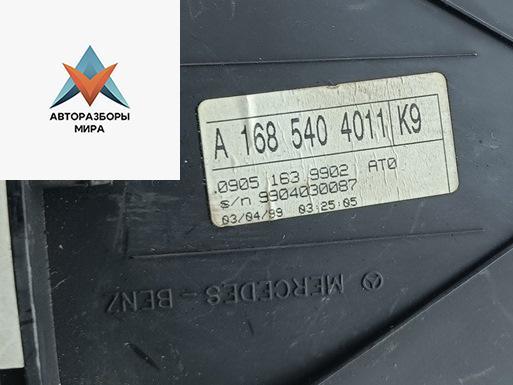 АВТОРАЗБОРЫ
МИРА
A 168 540 4011 K9
.0905 163 9902 AT0
s/n 9904030087
03/04/99 03:25:05
MERCEDES-BENZ